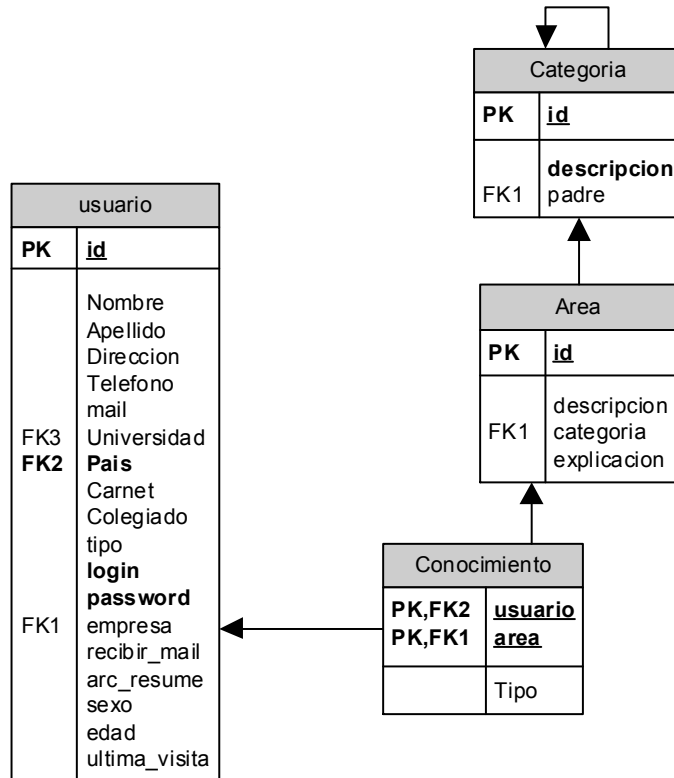 Categoria
PK id
descripcion
FK1 padre
usuario
PK id
Nombre
Apellido
Direccion
Telefono
mail
FK3 Universidad
FK2 Pais
Carnet
Colegiado
tipo
login
password
FK1 empresa
recibir_mail
arc_resume
sexo
edad
ultima_visita
Area
PK id
descripcion
FK1 categoría
explicacion
Conocimiento
PK,FK2 usuario
PK,FK1 area
Tipo